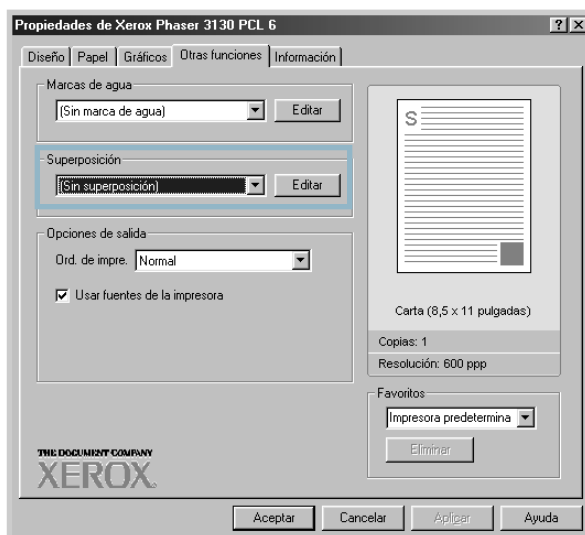 Propiedades de Xerox Phaser 3130 PCL 6
Diseño Papel Gráficos Otras funciones Información
Marcas de agua
(Sin marca de agua) Editar
Superposición
(Sin superposición) Editar
Opciones de salida
Ord. de impre. Normal
Usar fuentes de la impresora
S
Carta (8,5 x 11 pulgadas)
Copias: 1
Resolución: 600 ppp
Favoritos
Impresora predetermina
Eliminar
THE DOCUMENT COMPANY
XEROX
Aceptar Cancelar Aplicar Ayuda